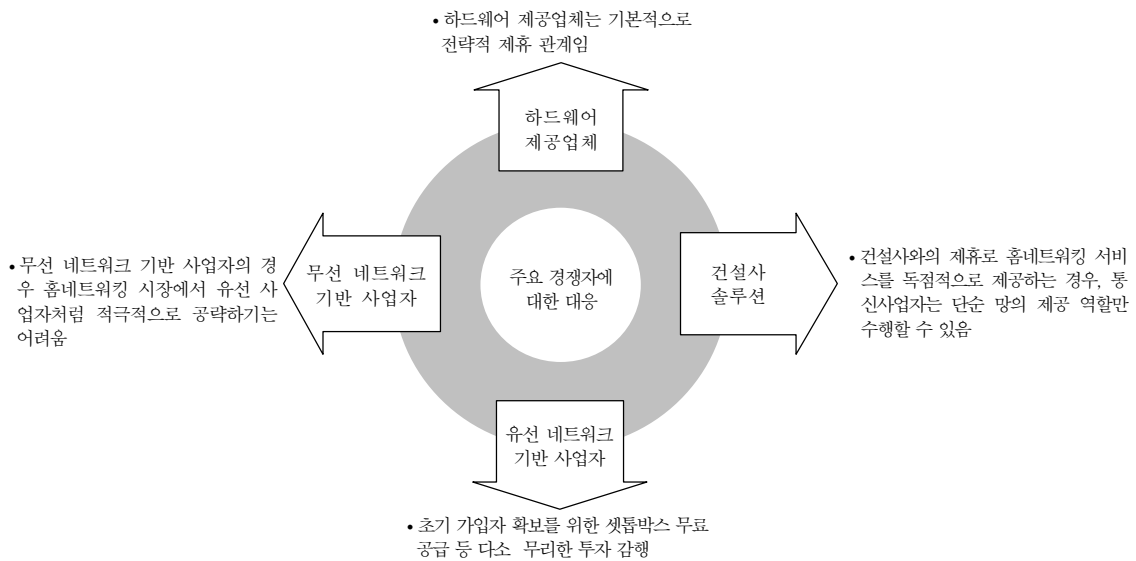 • 하드웨어 제공업체는 기본적으로
전략적 제휴 관계임
하드웨어
제공업체
• 무선 네트워크 기반 사업자의 경
우 홈네트워킹 시장에서 유선 사
업자처럼 적극적으로 공략하기는
어려움
무선 네트워크
기반 사업자
주요 경쟁자에
대한 대응
건설사
솔루션
• 건설사와의 제휴로 홈네트워킹 서비
스를 독점적으로 제공하는 경우, 통
신사업자는 단순 망의 제공 역할만
수행할 수 있음
유선 네트워크
기반 사업자
• 초기 가입자 확보를 위한 셋톱박스 무료
공급 등 다소 무리한 투자 감행